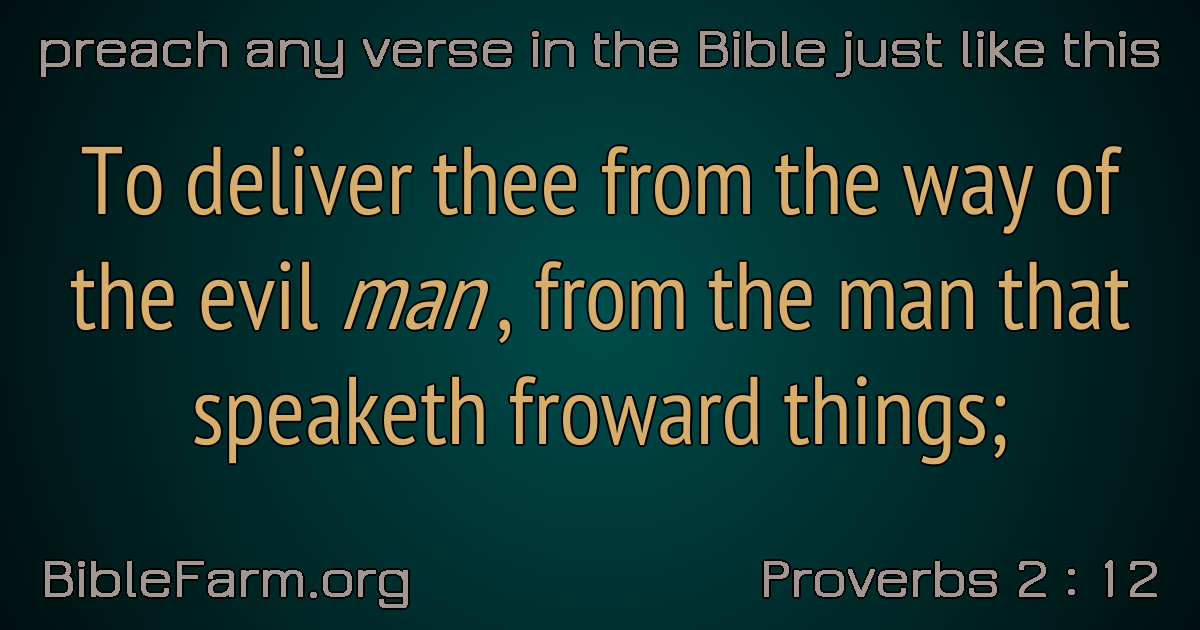 preach any verse in the Bible just like this
To deliver thee from the way of
the evil man, from the man that
speaketh froward things;
BibleFarm.org
Proverbs 2 : 12